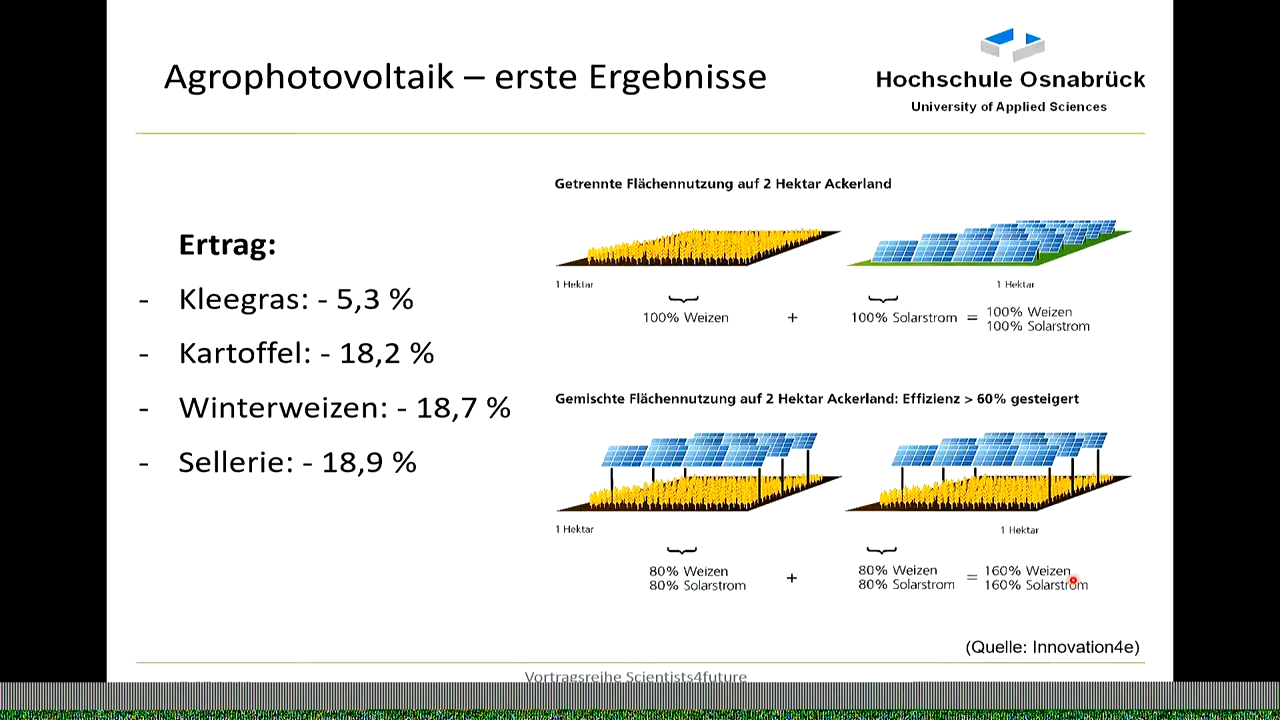 Agrophotovoltaik – erste Ergebnisse
Hochschule Osnabrück
University of Applied Sciences
Ertrag:
- Kleegras: - 5,3 %
- Kartoffel: - 18,2 %
- Winterweizen: - 18,7 %
- Sellerie: - 18,9 %
Getrennte Flächennutzung auf 2 Hektar Ackerland
1 Hektar
1 Hektar
100% Weizen + 100% Solarstrom = 100% Weizen
100% Solarstrom
Gemischte Flächennutzung auf 2 Hektar Ackerland: Effizienz > 60% gesteigert
1 Hektar
1 Hektar
80% Weizen
80% Solarstrom
+
80% Weizen
80% Solarstrom
=
160% Weizen
160% Solarstrom
(Quelle: Innovation4e)
Vortragsreihe Scientists4future